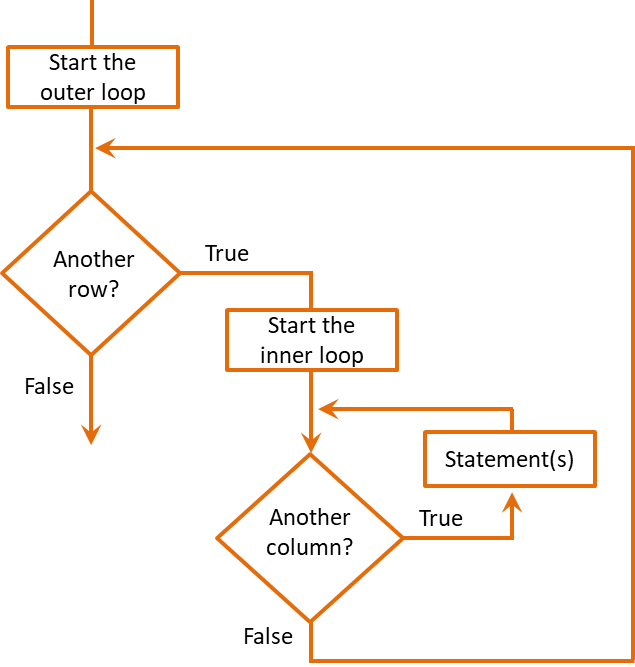 Start the
outer loop
Another
row?
True
False
Start the
inner loop
Statement(s)
Another
column?
True
False